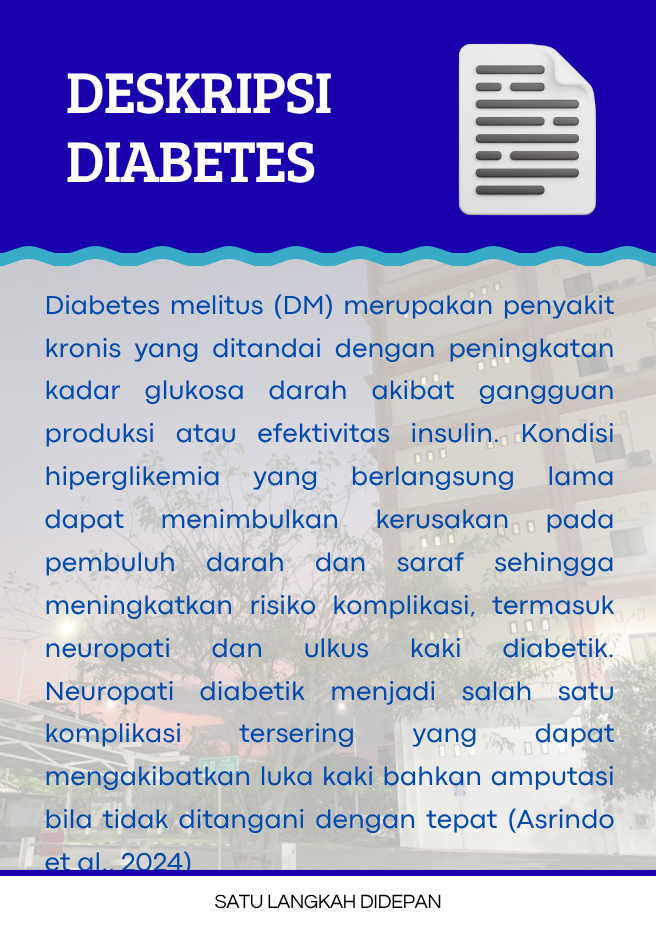 DESKRIPSI
DIABETES
Diabetes melitus (DM) merupakan penyakit
kronis yang ditandai dengan peningkatan
kadar glukosa darah akibat gangguan
produksi atau efektivitas insulin. Kondisi
hiperglikemia yang berlangsung lama
dapat menimbulkan kerusakan pada
pembuluh darah dan saraf sehingga
meningkatkan risiko komplikasi, termasuk
neuropati dan ulkus kaki diabetik.
Neuropati diabetik menjadi salah satu
komplikasi tersering yang dapat
mengakibatkan luka kaki bahkan amputasi
bila tidak ditangani dengan tepat (Asrindo
et al., 2024)
SATU LANGKAH DIDEPAN